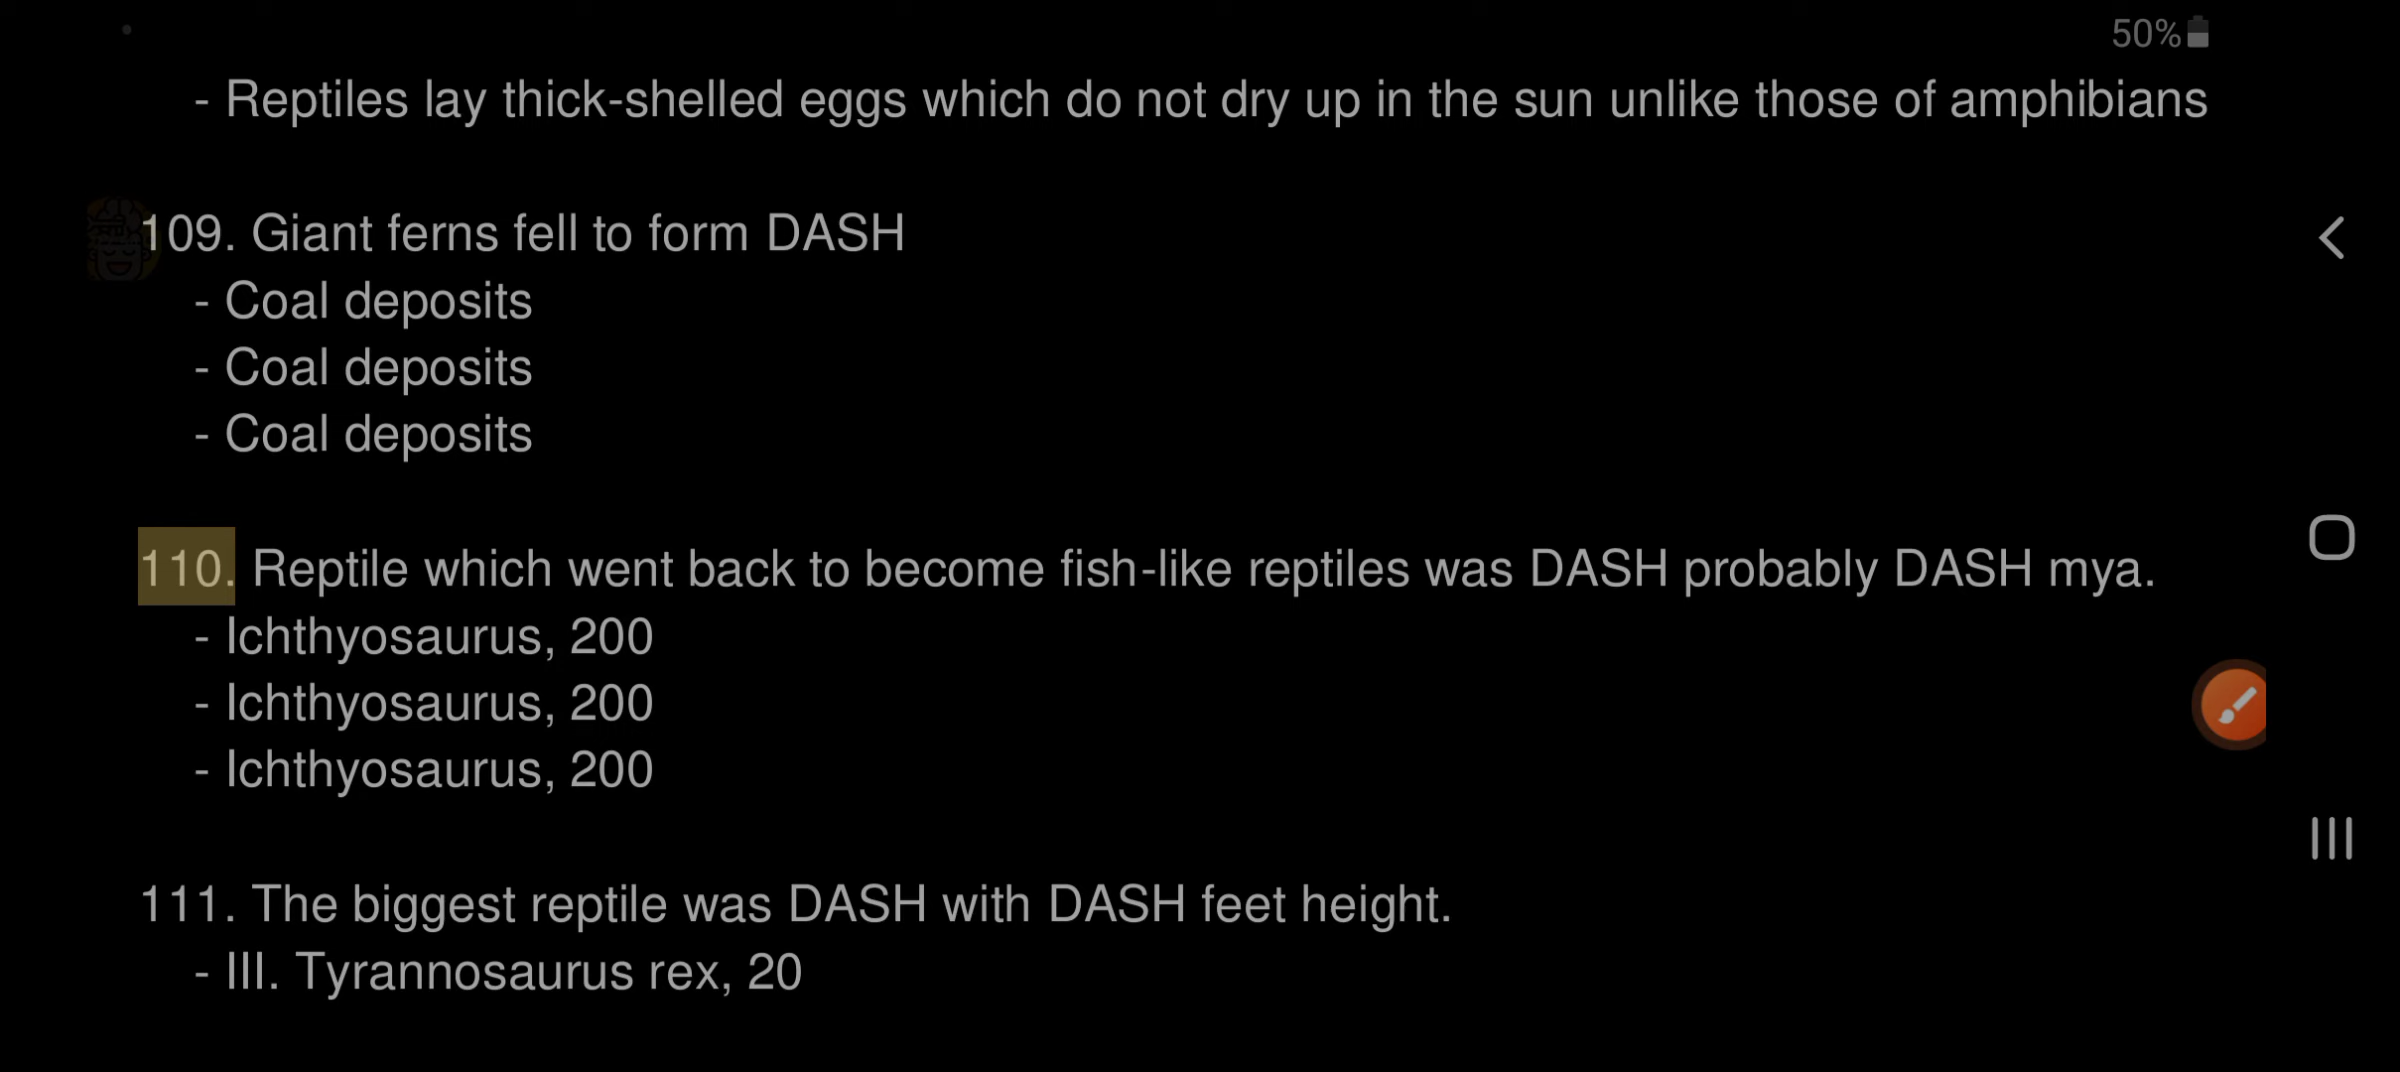 50%
- Reptiles lay thick-shelled eggs which do not dry up in the sun unlike those of amphibians
109. Giant ferns fell to form DASH
- Coal deposits
- Coal deposits
- Coal deposits
110. Reptile which went back to become fish-like reptiles was DASH probably DASH mya.
- Ichthyosaurus, 200
- Ichthyosaurus, 200
- Ichthyosaurus, 200
111. The biggest reptile was DASH with DASH feet height.
- III. Tyrannosaurus rex, 20